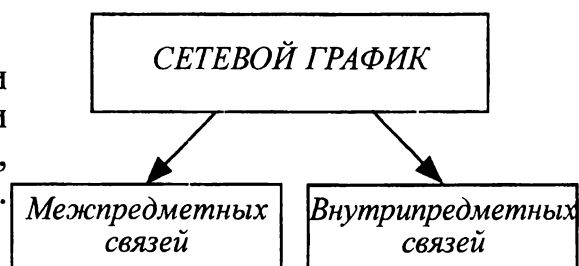 СЕТЕВОЙ ГРАФИК
и
и
,
.
Межпредметных
связей
Внутрипредметных
связей